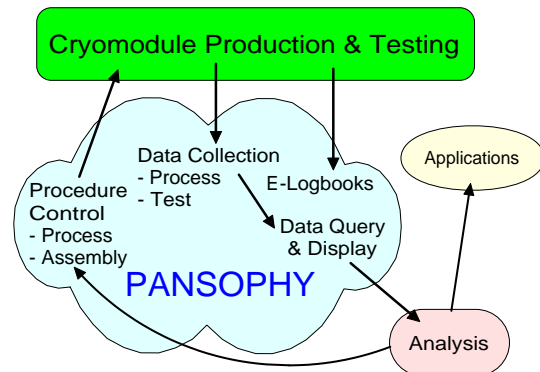 Cryomodule Production & Testing
Data Collection
- Process
- Test
E-Logbooks
Applications
Procedure
Control
- Process
- Assembly
Data Query
& Display
PANSOPHY
Analysis